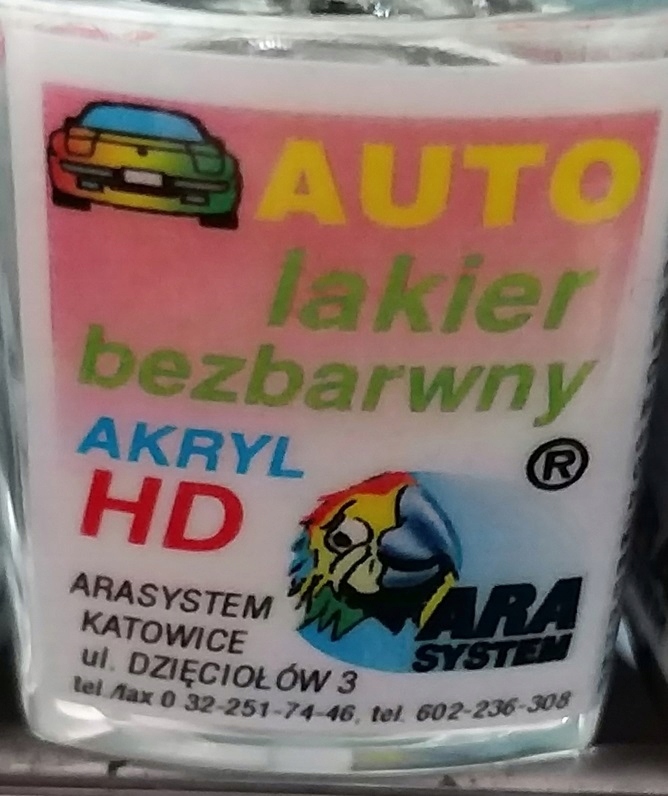 AUTO
lakier
bezbarwny
AKRYL
HD
®
ARA
SYSTEM
ARASYSTEM
KATOWICE
ul. DZIĘCIOŁÓW 3
tel./fax 0 32-251-74-46, tel. 602-236-308